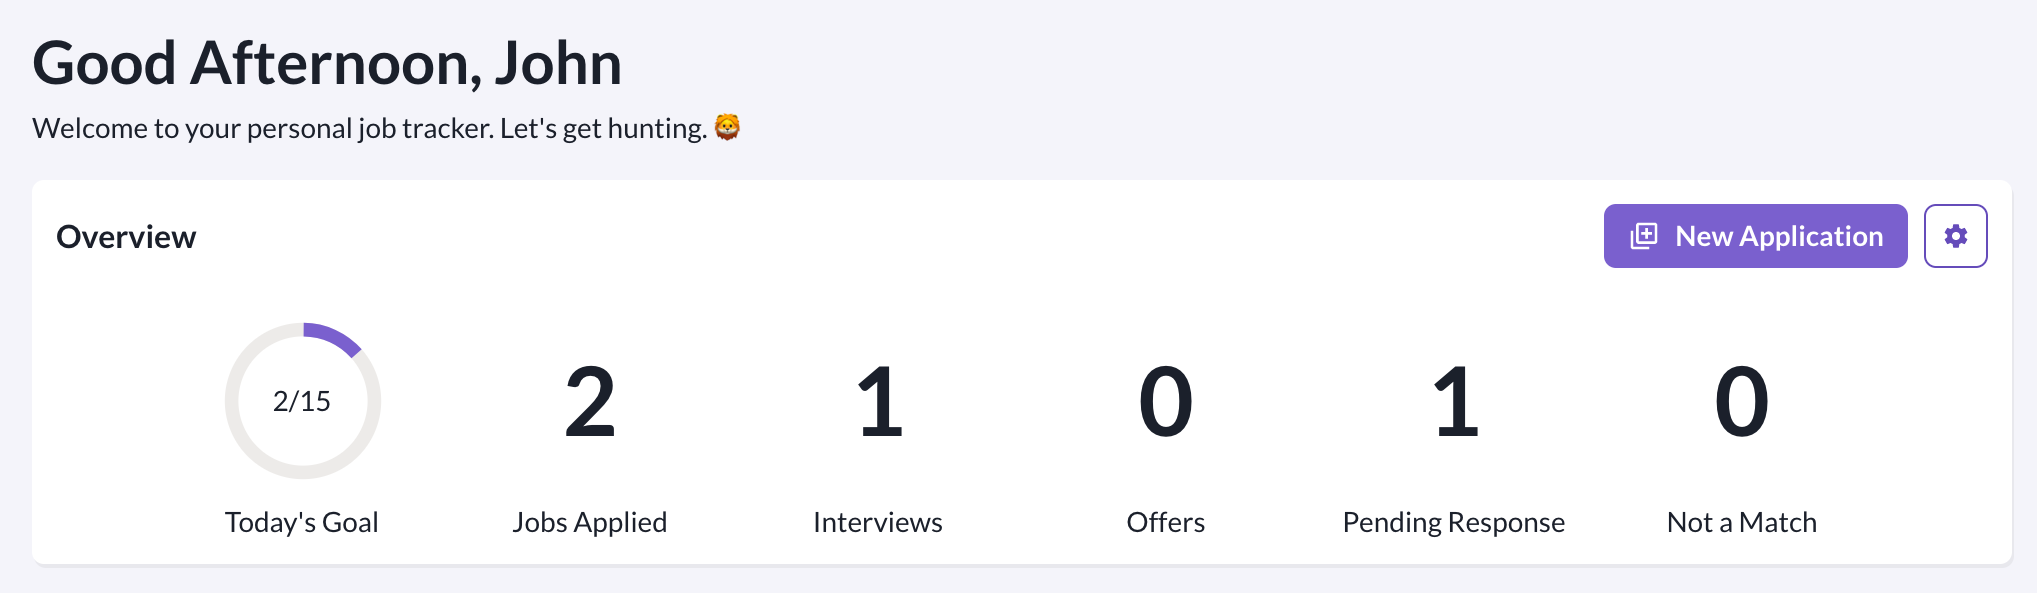 Good Afternoon, John
Welcome to your personal job tracker. Let's get hunting. 🦁
Overview
New Application
2/15
2
1
0
1
0
Today's Goal
Jobs Applied
Interviews
Offers
Pending Response
Not a Match